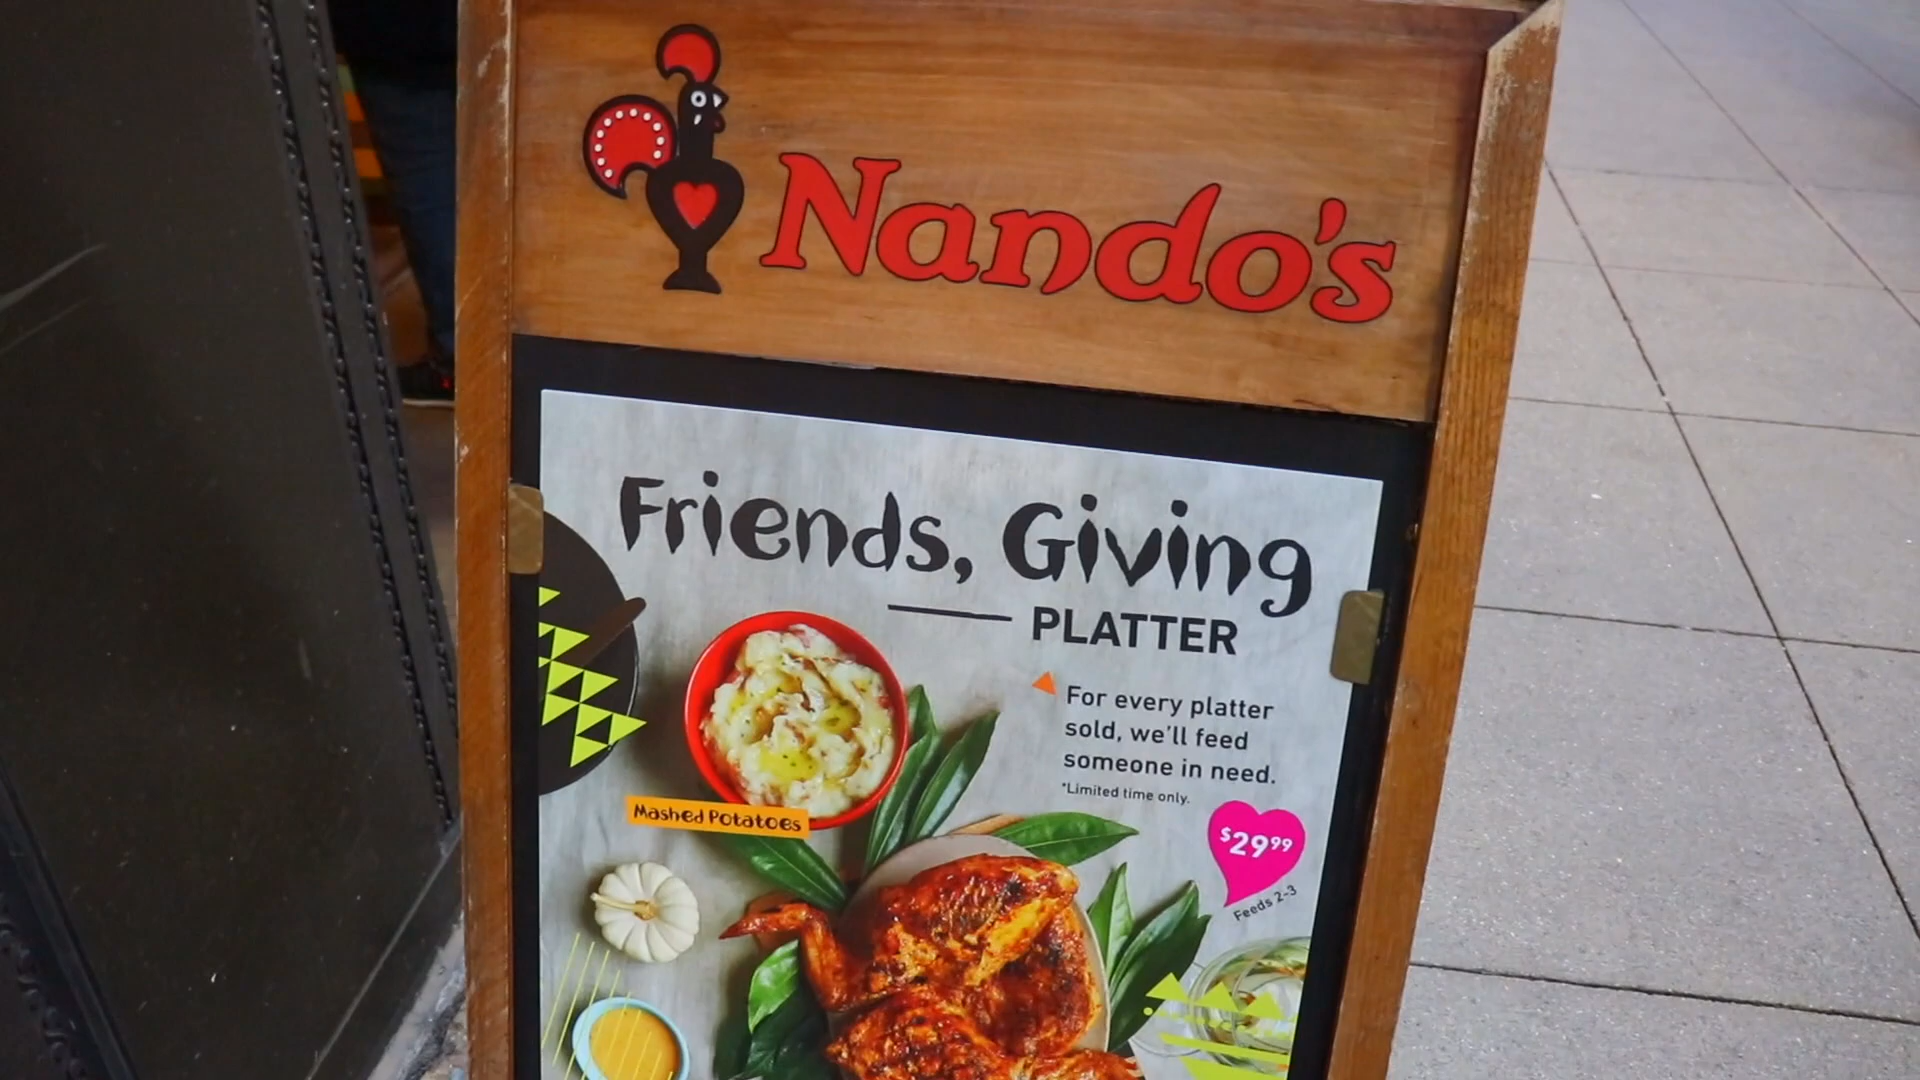 Nando's
Friends, Giving
PLATTER
For every platter
sold, we'll feed
someone in need.
*Limited time only.
Mashed Potatoes
$29.99
Feeds 2-3